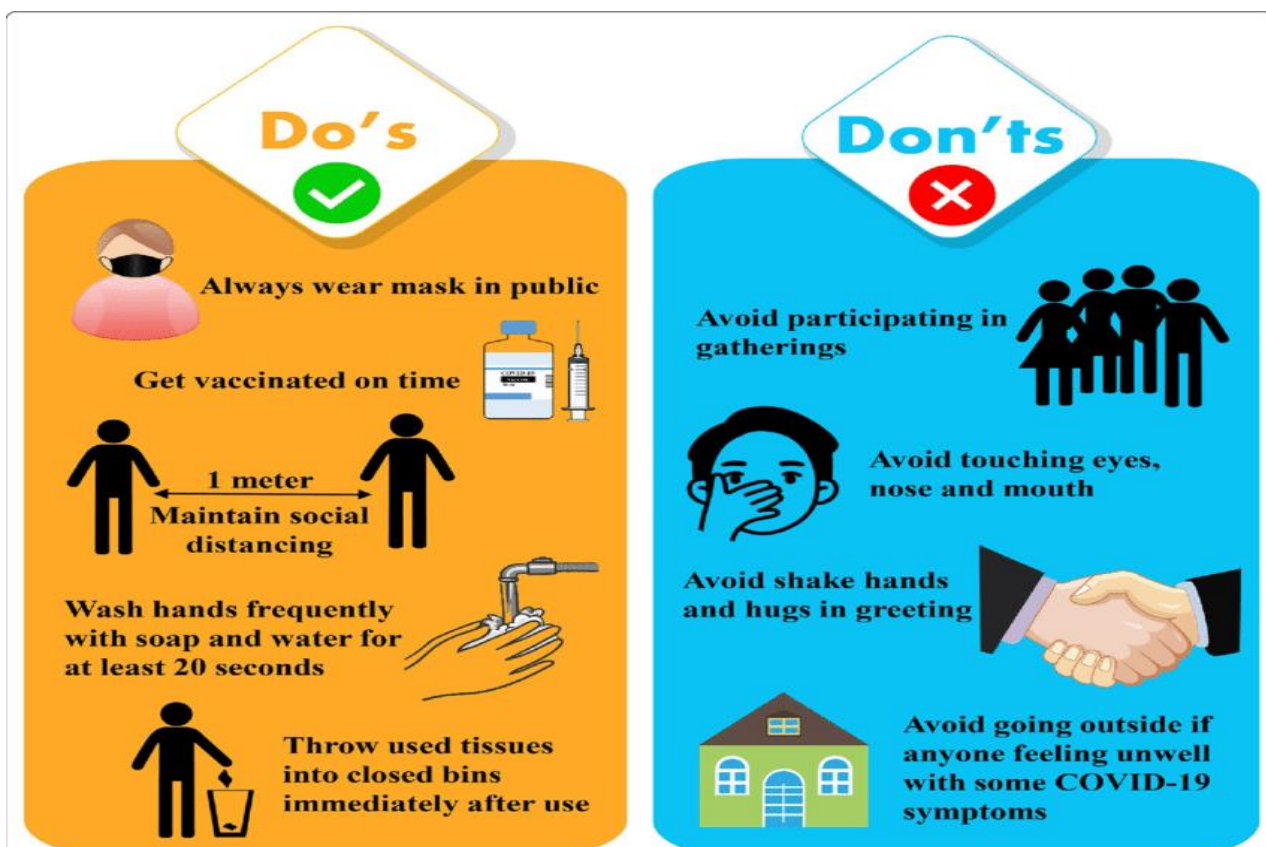 Do's
Always wear mask in public
Get vaccinated on time
1 meter
Maintain social
distancing
Wash hands frequently
with soap and water for
at least 20 seconds
Throw used tissues
into closed bins
immediately after use
Don'ts
Avoid participating in
gatherings
Avoid touching eyes,
nose and mouth
Avoid shake hands
and hugs in greeting
Avoid going outside if
anyone feeling unwell
with some COVID-19
symptoms